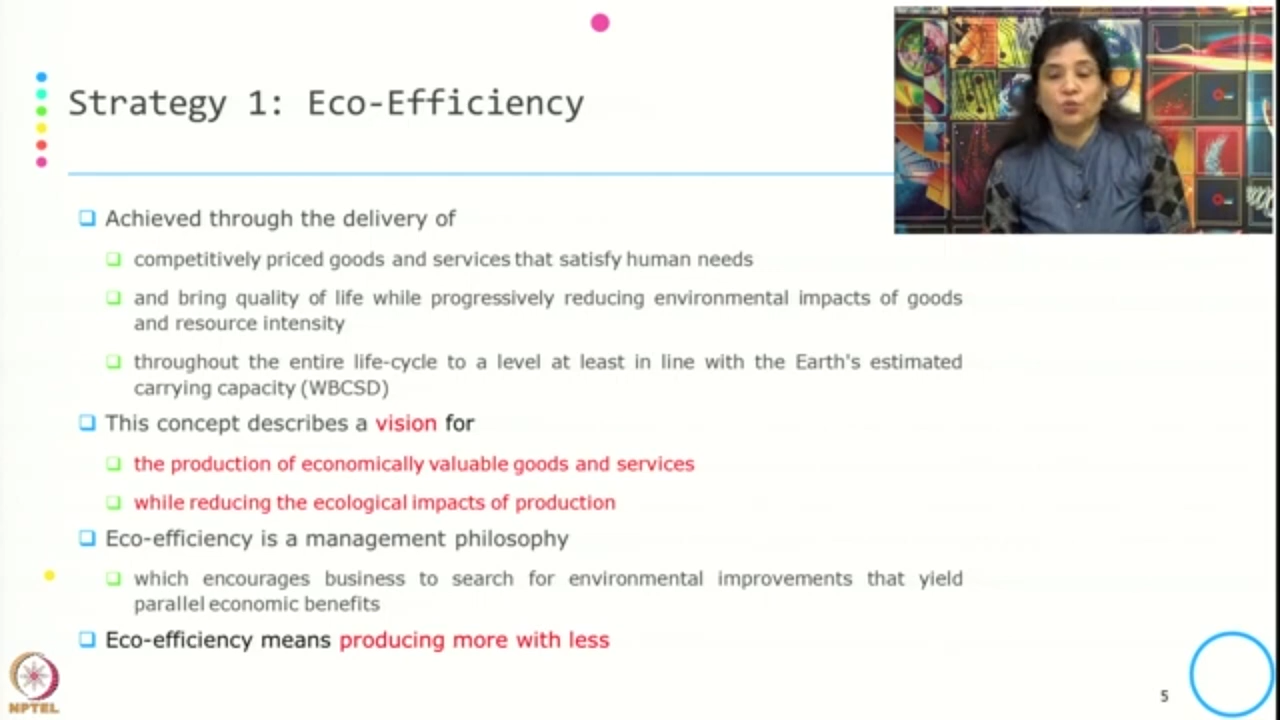 Strategy 1: Eco-Efficiency
Achieved through the delivery of
competitively priced goods and services that satisfy human needs
and bring quality of life while progressively reducing environmental impacts of goods
and resource intensity
throughout the entire life-cycle to a level at least in line with the Earth's estimated
carrying capacity (WBCSD)
This concept describes a vision for
the production of economically valuable goods and services
while reducing the ecological impacts of production
Eco-efficiency is a management philosophy
which encourages business to search for environmental improvements that yield
parallel economic benefits
Eco-efficiency means producing more with less
NPTEL
5